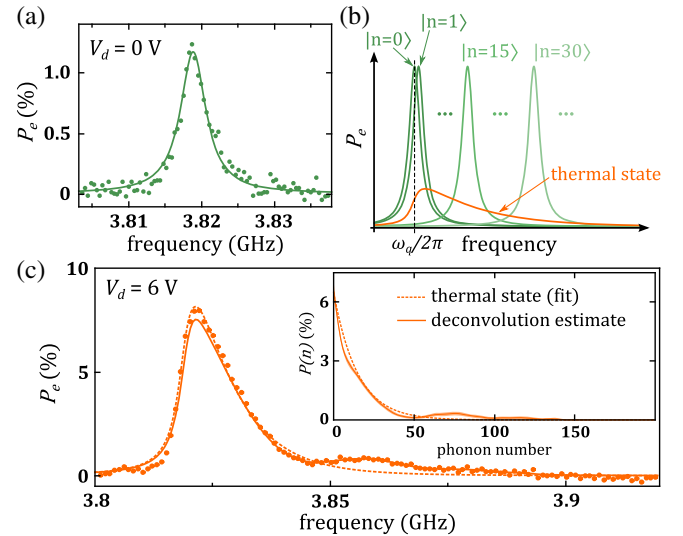 (a)
V_d = 0 V
1.0
0.5
0
P_e (%)
3.81
3.82
3.83
frequency (GHz)
(b)
|n=0⟩
|n=1⟩
|n=15⟩
|n=30⟩
...
...
...
P_e
thermal state
ω_q/2π
frequency
(c)
V_d = 6 V
10
5
0
P_e (%)
3.8
3.85
3.9
frequency (GHz)
thermal state (fit)
deconvolution estimate
6
3
0
P(n) (%)
0
50
100
150
phonon number